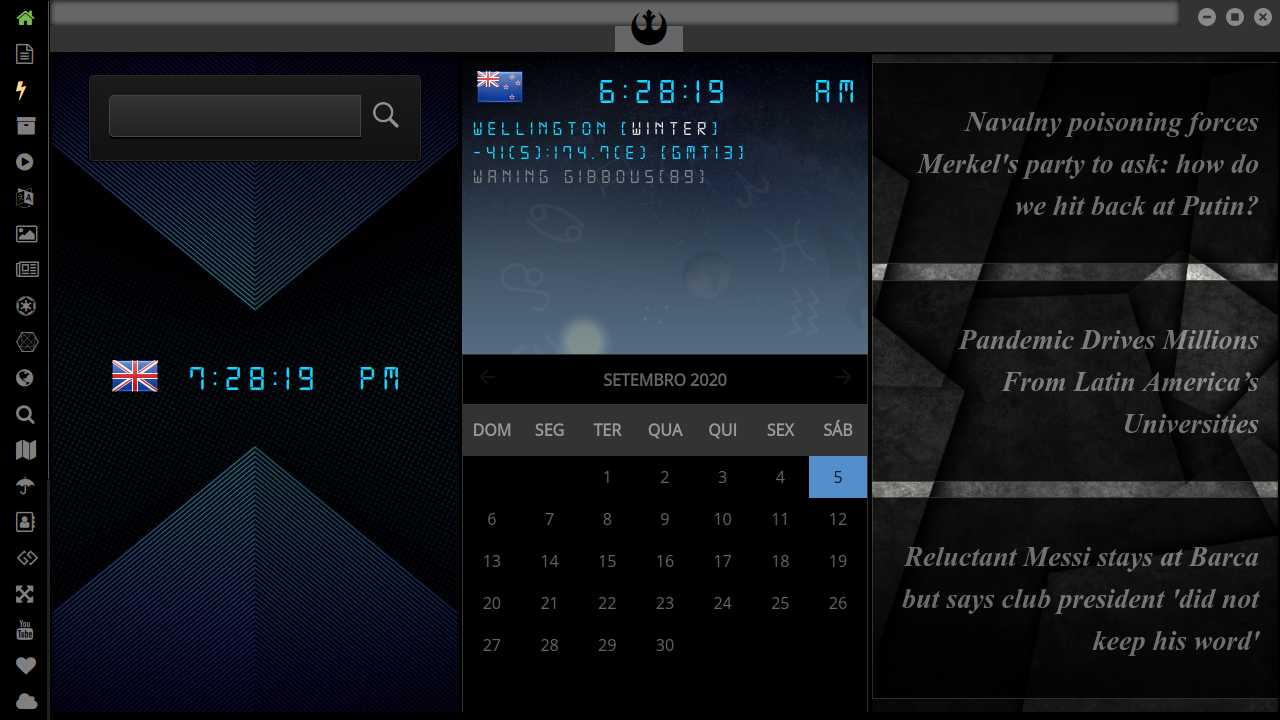 6:28:19 AM
WELLINGTON [WINTER]
-41(S):174.7(E) [GMT13]
WANING GIBBOUS[89]
7:28:19 PM
SETEMBRO 2020
DOM SEG TER QUA QUI SEX SÁB
1 2 3 4 5
6 7 8 9 10 11 12
13 14 15 16 17 18 19
20 21 22 23 24 25 26
27 28 29 30
Navalny poisoning forces
Merkel's party to ask: how do
we hit back at Putin?
Pandemic Drives Millions
From Latin America’s
Universities
Reluctant Messi stays at Barca
but says club president 'did not
keep his word'
You
Tube